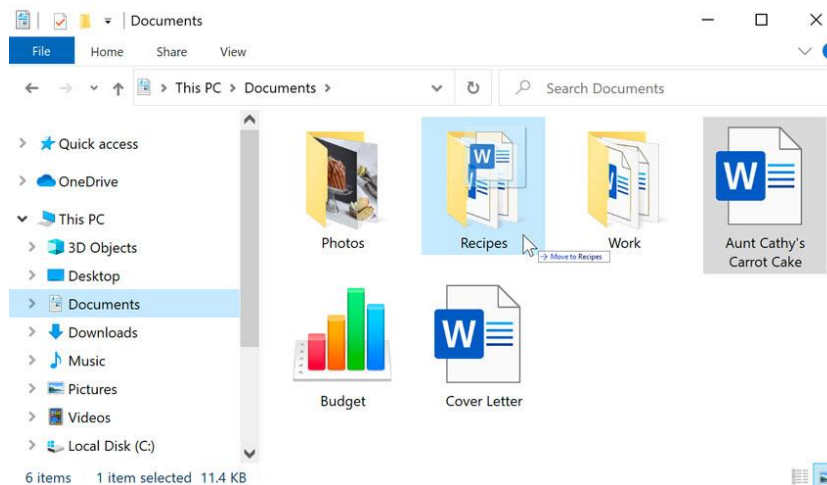 Documents
File Home Share View
This PC > Documents >
Search Documents
Quick access
OneDrive
This PC
3D Objects
Desktop
Documents
Downloads
Music
Pictures
Videos
Local Disk (C:)
Photos
Recipes
Work
Aunt Cathy's
Carrot Cake
W
W
→ Move to Recipes
Budget
W
Cover Letter
6 items 1 item selected 11.4 KB